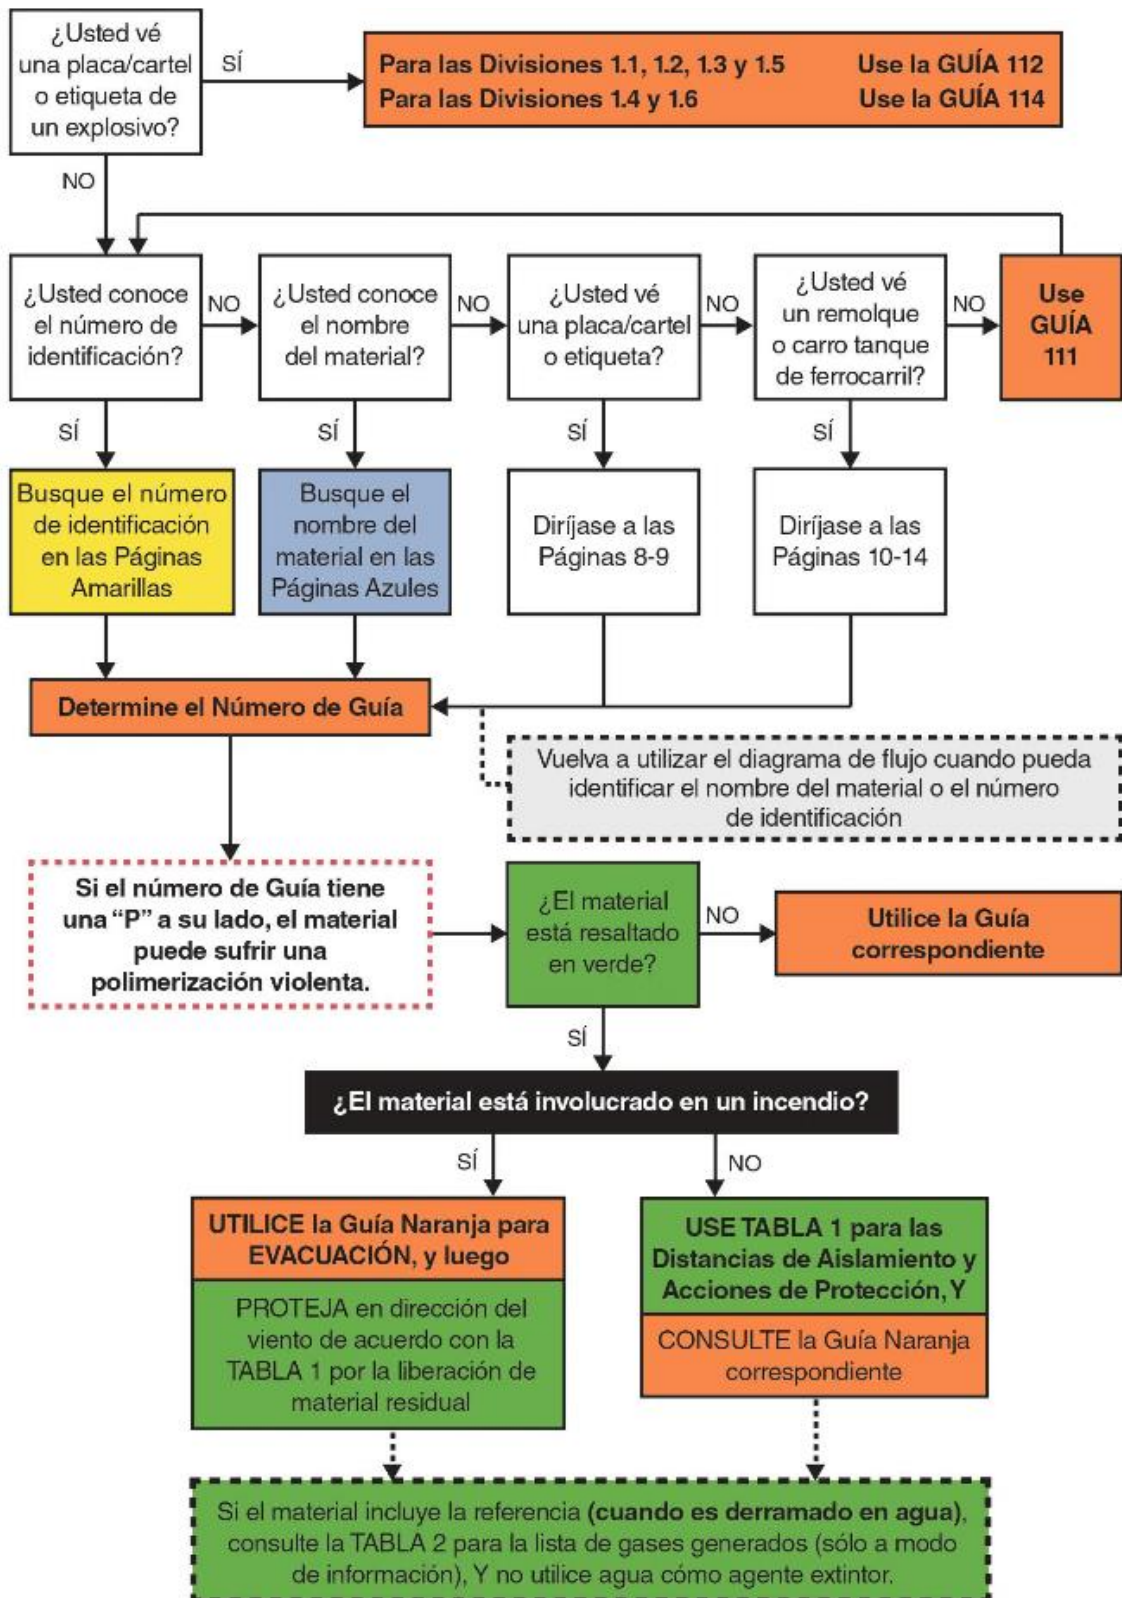 ¿Usted vé
una placa/cartel
o etiqueta de
un explosivo?
SÍ
Para las Divisiones 1.1, 1.2, 1.3 y 1.5 Use la GUÍA 112
Para las Divisiones 1.4 y 1.6 Use la GUÍA 114
NO
¿Usted conoce
el número de
identificación?
NO
¿Usted conoce
el nombre
del material?
NO
¿Usted vé
una placa/cartel
o etiqueta?
NO
¿Usted vé
un remolque
o carro tanque
de ferrocarril?
NO
Use
GUÍA
111
SÍ
SÍ
SÍ
SÍ
Busque el número
de identificación
en las Páginas
Amarillas
Busque el
nombre del
material en las
Páginas Azules
Diríjase a las
Páginas 8-9
Diríjase a las
Páginas 10-14
Determine el Número de Guía
Vuelva a utilizar el diagrama de flujo cuando pueda
identificar el nombre del material o el número
de identificación
Si el número de Guía tiene
una “P” a su lado, el material
puede sufrir una
polimerización violenta.
¿El material
está resaltado
en verde?
NO
Utilice la Guía
correspondiente
SÍ
¿El material está involucrado en un incendio?
SÍ
NO
UTILICE la Guía Naranja para
EVACUACIÓN, y luego
PROTEJA en dirección del
viento de acuerdo con la
TABLA 1 por la liberación de
material residual
USE TABLA 1 para las
Distancias de Aislamiento y
Acciones de Protección, Y
CONSULTE la Guía Naranja
correspondiente
Si el material incluye la referencia (cuando es derramado en agua),
consulte la TABLA 2 para la lista de gases generados (sólo a modo
de información), Y no utilice agua cómo agente extintor.